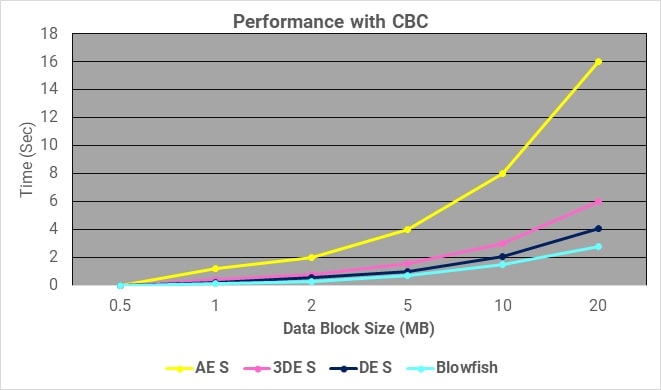 Performance with CBC
18
16
14
12
10
8
6
4
2
0
Time (Sec)
0.5 1 2 5 10 20
Data Block Size (MB)
AE S 3DE S DE S Blowfish